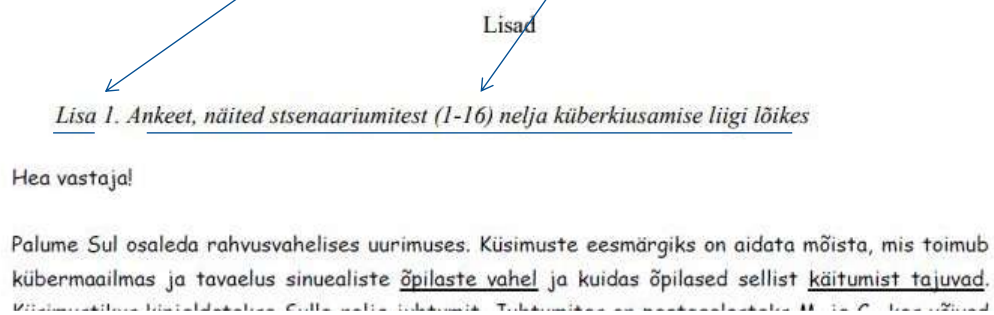 Lisad
Lisa 1. Ankeet, näited stsenaariumitest (1-16) nelja küberkiusamise liigi lõikes
Hea vastaja!
Palume Sul osaleda rahvusvahelises uurimuses. Küsimuste eesmärgiks on aidata mõista, mis toimub
kübermaailmas ja tavaelus sinuealiste õpilaste vahel ja kuidas õpilased sellist käitumist tajuvad.